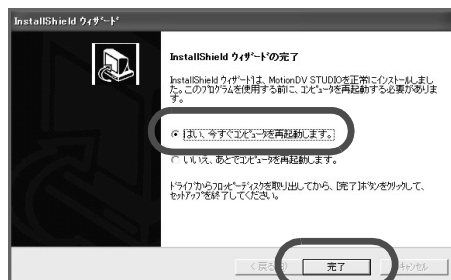 InstallShield ウィザード
InstallShield ウィザードの完了
InstallShield ウィザードは、MotionDV STUDIOを正常にインストールしまし
た。このプログラムを使用する前に、コンピュータを再起動する必要がありま
す。
はい、今すぐコンピュータを再起動します。
いいえ、あとでコンピュータを再起動します。
ドライブからフロッピーディスクを取り出してから、[完了]ボタンをクリックして、
セットアップを終了してください。
< 戻る
完了
キャンセル